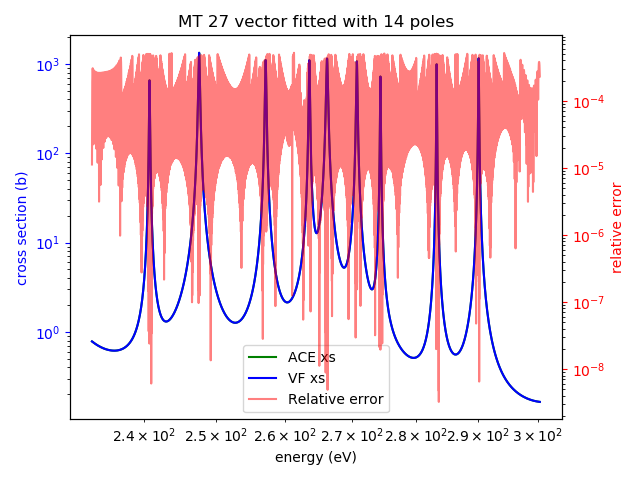 MT 27 vector fitted with 14 poles
10³
10²
10¹
10⁰
cross section (b)
10⁻⁴
10⁻⁵
10⁻⁶
10⁻⁷
10⁻⁸
relative error
ACE xs
VF xs
Relative error
2.4 × 10² 2.5 × 10² 2.6 × 10² 2.7 × 10² 2.8 × 10² 2.9 × 10² 3 × 10²
energy (eV)